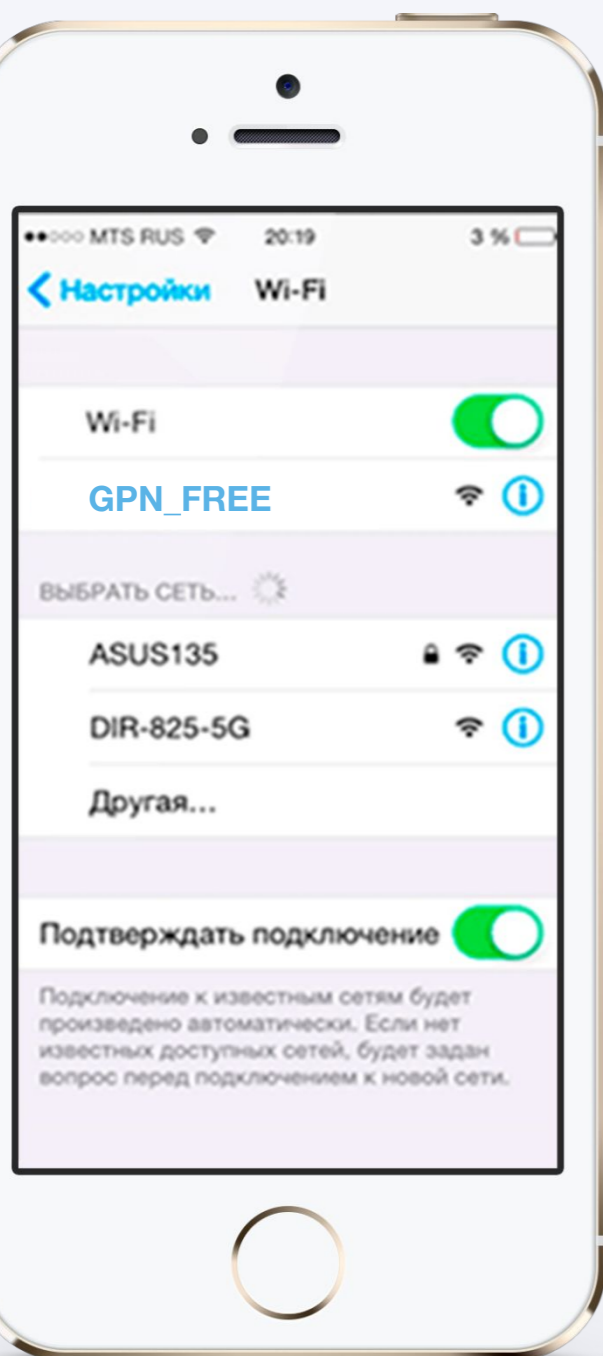 MTS RUS 20:19 3 %
Настройки Wi-Fi
Wi-Fi
GPN_FREE
ВЫБРАТЬ СЕТЬ...
ASUS135
DIR-825-5G
Другая...
Подтверждать подключение
Подключение к известным сетям будет
произведено автоматически. Если нет
известных доступных сетей, будет задан
вопрос перед подключением к новой сети.